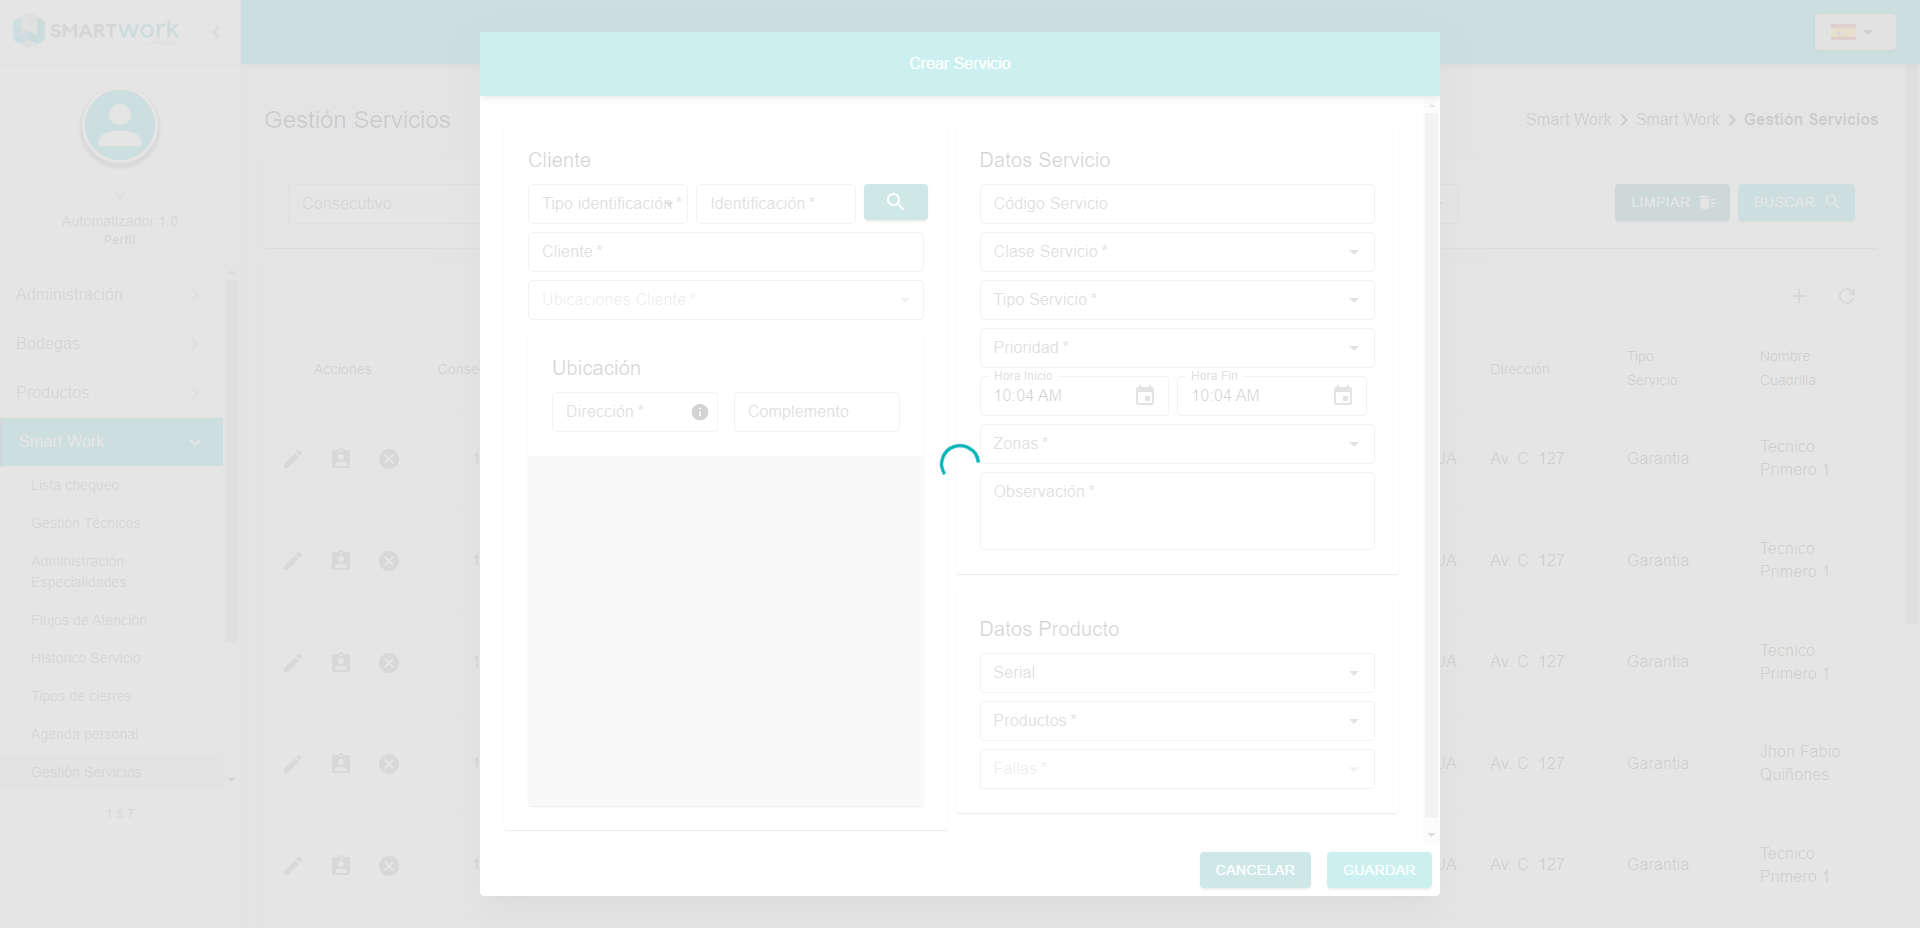 SMARTWORK
Automatizador 1.0
Perfil
Administración
Bodegas
Productos
Smart Work
Lista chequeo
Gestión Técnicos
Administración
Especialidades
Flujos de Atención
Historico Servicio
Tipos de cierres
Agenda personal
Gestión Servicios
1.5.7
Gestión Servicios
Smart Work > Smart Work > Gestión Servicios
Consecutivo
LIMPIAR
BUSCAR
Acciones
Conse
Dirección
Tipo
Servicio
Nombre
Cuadrilla
1
UA
Av. C. 127
Garantia
Tecnico
Primero 1
1
UA
Av. C. 127
Garantia
Tecnico
Primero 1
1
UA
Av. C. 127
Garantia
Tecnico
Primero 1
1
UA
Av. C. 127
Garantia
Jhon Fabio
Quiñones
1
UA
Av. C. 127
Garantia
Tecnico
Primero 1
Crear Servicio
Cliente
Tipo identificación *
Identificación *
Cliente *
Ubicaciones Cliente *
Ubicación
Dirección *
Complemento
Datos Servicio
Código Servicio
Clase Servicio *
Tipo Servicio *
Prioridad *
Hora Inicio
10:04 AM
Hora Fin
10:04 AM
Zonas *
Observación *
Datos Producto
Serial
Productos *
Fallas *
CANCELAR
GUARDAR